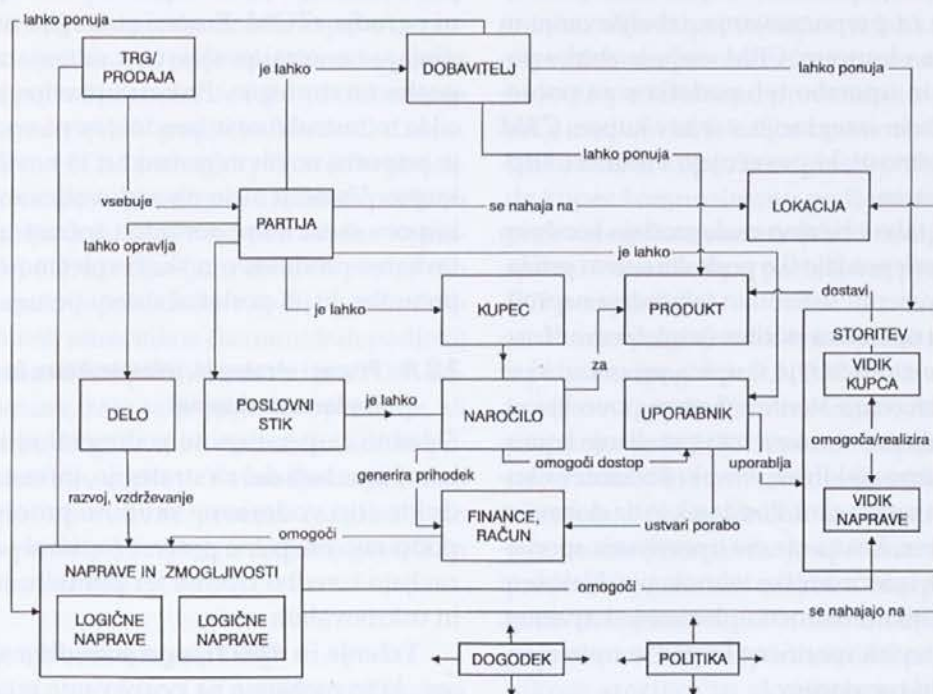 lahko ponuja
TRG/
PRODAJA
je lahko
DOBAVITELJ
lahko ponuja
lahko ponuja
vsebuje
PARTIJA
se nahaja na
LOKACIJA
lahko opravlja
je lahko
dostavi
je lahko
KUPEC
PRODUKT
STORITEV
za
VIDIK
KUPCA
DELO
POSLOVNI
STIK
je lahko
NAROČILO
UPORABNIK
omogoča/realizira
generira prihodek
omogoči dostop
uporablja
razvoj, vzdrževanje
FINANCE,
RAČUN
ustvari porabo
VIDIK
NAPRAVE
omogoči
NAPRAVE IN ZMOGLJIVOSTI
omogoči
LOGIČNE
NAPRAVE
LOGIČNE
NAPRAVE
se nahajajo na
DOGODEK
POLITIKA